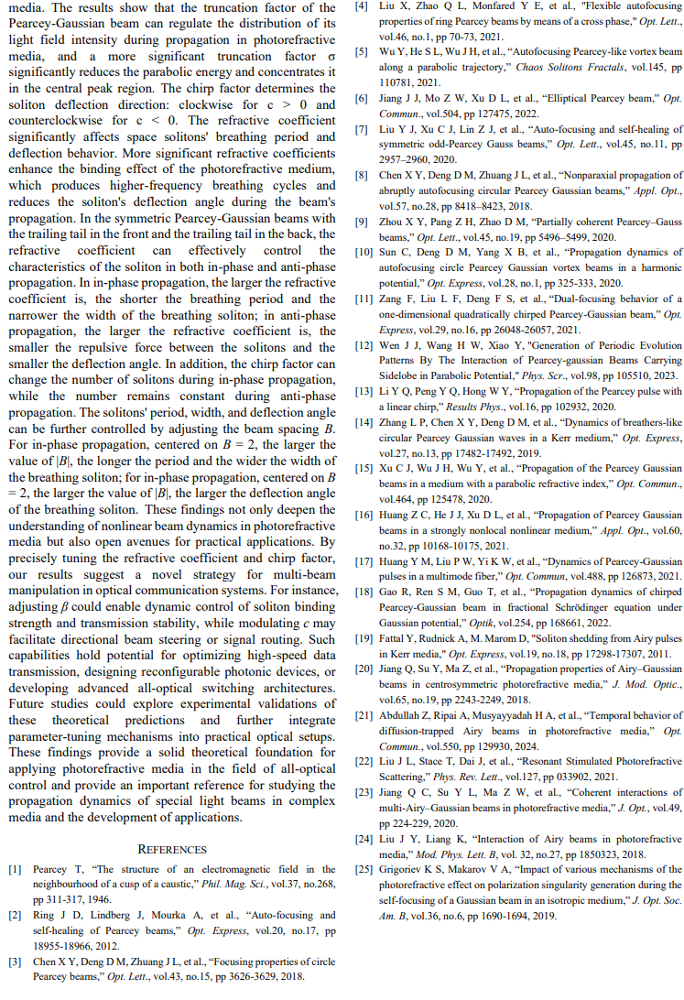 media. The results show that the truncation factor of the
Pearcey-Gaussian beam can regulate the distribution of its
light field intensity during propagation in photorefractive
media, and a more significant truncation factor σ
significantly reduces the parabolic energy and concentrates it
in the central peak region. The chirp factor determines the
soliton deflection direction: clockwise for c > 0 and
counterclockwise for c < 0. The refractive coefficient
significantly affects space solitons' breathing period and
deflection behavior. More significant refractive coefficients
enhance the binding effect of the photorefractive medium,
which produces higher-frequency breathing cycles and
reduces the soliton's deflection angle during the beam's
propagation. In the symmetric Pearcey-Gaussian beams with
the trailing tail in the front and the trailing tail in the back, the
refractive coefficient can effectively control the
characteristics of the soliton in both in-phase and anti-phase
propagation. In in-phase propagation, the larger the refractive
coefficient is, the shorter the breathing period and the
narrower the width of the breathing soliton; in anti-phase
propagation, the larger the refractive coefficient is, the
smaller the repulsive force between the solitons and the
smaller the deflection angle. In addition, the chirp factor can
change the number of solitons during in-phase propagation,
while the number remains constant during anti-phase
propagation. The solitons' period, width, and deflection angle
can be further controlled by adjusting the beam spacing B.
For in-phase propagation, centered on B = 2, the larger the
value of |B|, the longer the period and the wider the width of
the breathing soliton; for in-phase propagation, centered on B
= 2, the larger the value of |B|, the larger the deflection angle
of the breathing soliton. These findings not only deepen the
understanding of nonlinear beam dynamics in photorefractive
media but also open avenues for practical applications. By
precisely tuning the refractive coefficient and chirp factor,
our results suggest a novel strategy for multi-beam
manipulation in optical communication systems. For instance,
adjusting β could enable dynamic control of soliton binding
strength and transmission stability, while modulating c may
facilitate directional beam steering or signal routing. Such
capabilities hold potential for optimizing high-speed data
transmission, designing reconfigurable photonic devices, or
developing advanced all-optical switching architectures.
Future studies could explore experimental validations of
these theoretical predictions and further integrate
parameter-tuning mechanisms into practical optical setups.
These findings provide a solid theoretical foundation for
applying photorefractive media in the field of all-optical
control and provide an important reference for studying the
propagation dynamics of special light beams in complex
media and the development of applications.
REFERENCES
[1] Pearcey T, “The structure of an electromagnetic field in the
neighbourhood of a cusp of a caustic,” Phil. Mag. Sci., vol.37, no.268,
pp 311-317, 1946.
[2] Ring J D, Lindberg J, Mourka A, et al., “Auto-focusing and
self-healing of Pearcey beams,” Opt. Express, vol.20, no.17, pp
18955-18966, 2012.
[3] Chen X Y, Deng D M, Zhuang J L, et al., “Focusing properties of circle
Pearcey beams,” Opt. Lett., vol.43, no.15, pp 3626-3629, 2018.
[4] Liu X, Zhao Q L, Monfared Y E, et al., "Flexible autofocusing
properties of ring Pearcey beams by means of a cross phase," Opt. Lett.,
vol.46, no.1, pp 70-73, 2021.
[5] Wu Y, He S L, Wu J H, et al., “Autofocusing Pearcey-like vortex beam
along a parabolic trajectory,” Chaos Solitons Fractals, vol.145, pp
110781, 2021.
[6] Jiang J J, Mo Z W, Xu D L, et al., “Elliptical Pearcey beam,” Opt.
Commun., vol.504, pp 127475, 2022.
[7] Liu Y J, Xu C J, Lin Z J, et al., “Auto-focusing and self-healing of
symmetric odd-Pearcey Gauss beams,” Opt. Lett., vol.45, no.11, pp
2957–2960, 2020.
[8] Chen X Y, Deng D M, Zhuang J L, et al., “Nonparaxial propagation of
abruptly autofocusing circular Pearcey Gaussian beams,” Appl. Opt.,
vol.57, no.28, pp 8418–8423, 2018.
[9] Zhou X Y, Pang Z H, Zhao D M, “Partially coherent Pearcey–Gauss
beams,” Opt. Lett., vol.45, no.19, pp 5496–5499, 2020.
[10] Sun C, Deng D M, Yang X B, et al., “Propagation dynamics of
autofocusing circle Pearcey Gaussian vortex beams in a harmonic
potential,” Opt. Express, vol.28, no.1, pp 325-333, 2020.
[11] Zang F, Liu L F, Deng F S, et al., “Dual-focusing behavior of a
one-dimensional quadratically chirped Pearcey-Gaussian beam,” Opt.
Express, vol.29, no.16, pp 26048-26057, 2021.
[12] Wen J J, Wang H W, Xiao Y, "Generation of Periodic Evolution
Patterns By The Interaction of Pearcey-gaussian Beams Carrying
Sidelobe in Parabolic Potential," Phys. Scr., vol.98, pp 105510, 2023.
[13] Li Y Q, Peng Y Q, Hong W Y, “Propagation of the Pearcey pulse with
a linear chirp,” Results Phys., vol.16, pp 102932, 2020.
[14] Zhang L P, Chen X Y, Deng D M, et al., “Dynamics of breathers-like
circular Pearcey Gaussian waves in a Kerr medium,” Opt. Express,
vol.27, no.13, pp 17482-17492, 2019.
[15] Xu C J, Wu J H, Wu Y, et al., “Propagation of the Pearcey Gaussian
beams in a medium with a parabolic refractive index,” Opt. Commun.,
vol.464, pp 125478, 2020.
[16] Huang Z C, He J J, Xu D L, et al., “Propagation of Pearcey Gaussian
beams in a strongly nonlocal nonlinear medium,” Appl. Opt., vol.60,
no.32, pp 10168-10175, 2021.
[17] Huang Y M, Liu P W, Yi K W, et al., “Dynamics of Pearcey-Gaussian
pulses in a multimode fiber,” Opt. Commun, vol.488, pp 126873, 2021.
[18] Gao R, Ren S M, Guo T, et al., “Propagation dynamics of chirped
Pearcey-Gaussian beam in fractional Schrödinger equation under
Gaussian potential,” Optik, vol.254, pp 168661, 2022.
[19] Fattal Y, Rudnick A, M. Marom D, "Soliton shedding from Airy pulses
in Kerr media," Opt. Express, vol.19, no.18, pp 17298-17307, 2011.
[20] Jiang Q, Su Y, Ma Z, et al., “Propagation properties of Airy–Gaussian
beams in centrosymmetric photorefractive media,” J. Mod. Optic.,
vol.65, no.19, pp 2243-2249, 2018.
[21] Abdullah Z, Ripai A, Musyayyadah H A, et al., “Temporal behavior of
diffusion-trapped Airy beams in photorefractive media,” Opt.
Commun., vol.550, pp 129930, 2024.
[22] Liu J L, Stace T, Dai J, et al., “Resonant Stimulated Photorefractive
Scattering,” Phys. Rev. Lett., vol.127, pp 033902, 2021.
[23] Jiang Q C, Su Y L, Ma Z W, et al., “Coherent interactions of
multi-Airy–Gaussian beams in photorefractive media,” J. Opt., vol.49,
pp 224-229, 2020.
[24] Liu J Y, Liang K, “Interaction of Airy beams in photorefractive
media,” Mod. Phys. Lett. B, vol. 32, no.27, pp 1850323, 2018.
[25] Grigoriev K S, Makarov V A, “Impact of various mechanisms of the
photorefractive effect on polarization singularity generation during the
self-focusing of a Gaussian beam in an isotropic medium,” J. Opt. Soc.
Am. B, vol.36, no.6, pp 1690-1694, 2019.